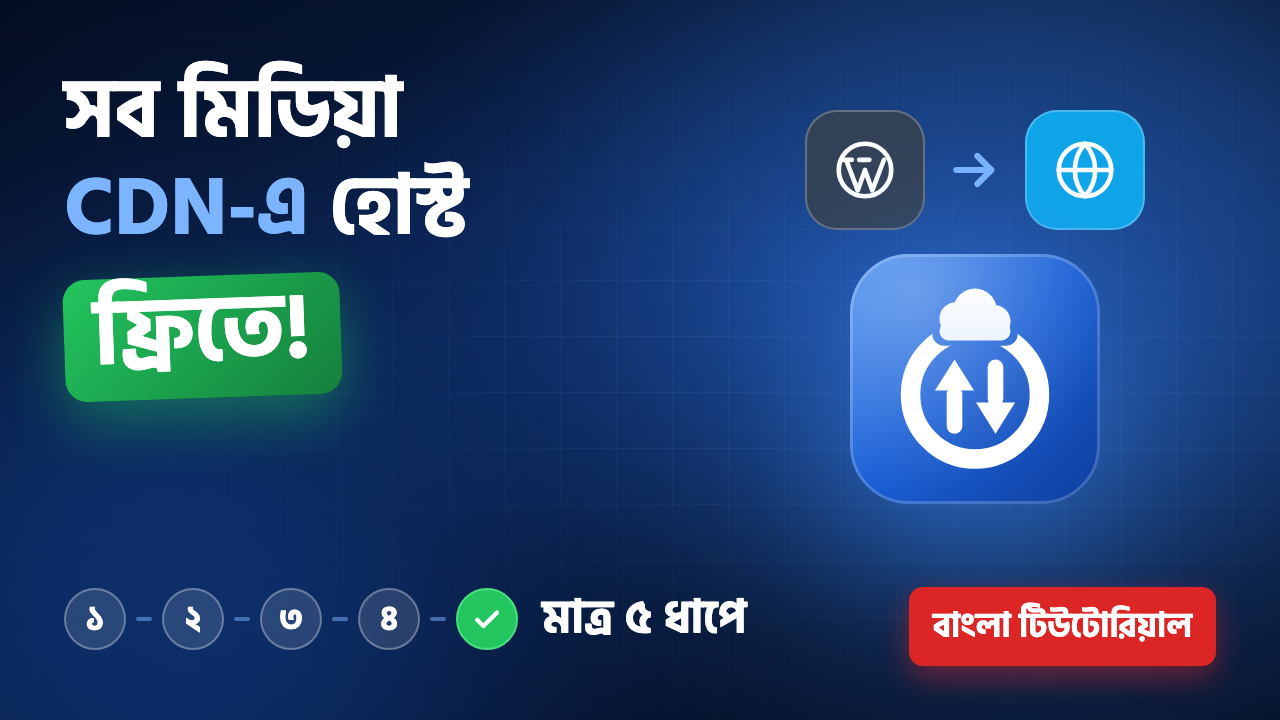 সব মিডিয়া
CDN-এ হোস্ট
ফ্রিতে!
১ ২ ৩ ৪ মাত্র ৫ ধাপে
বাংলা টিউটোরিয়াল